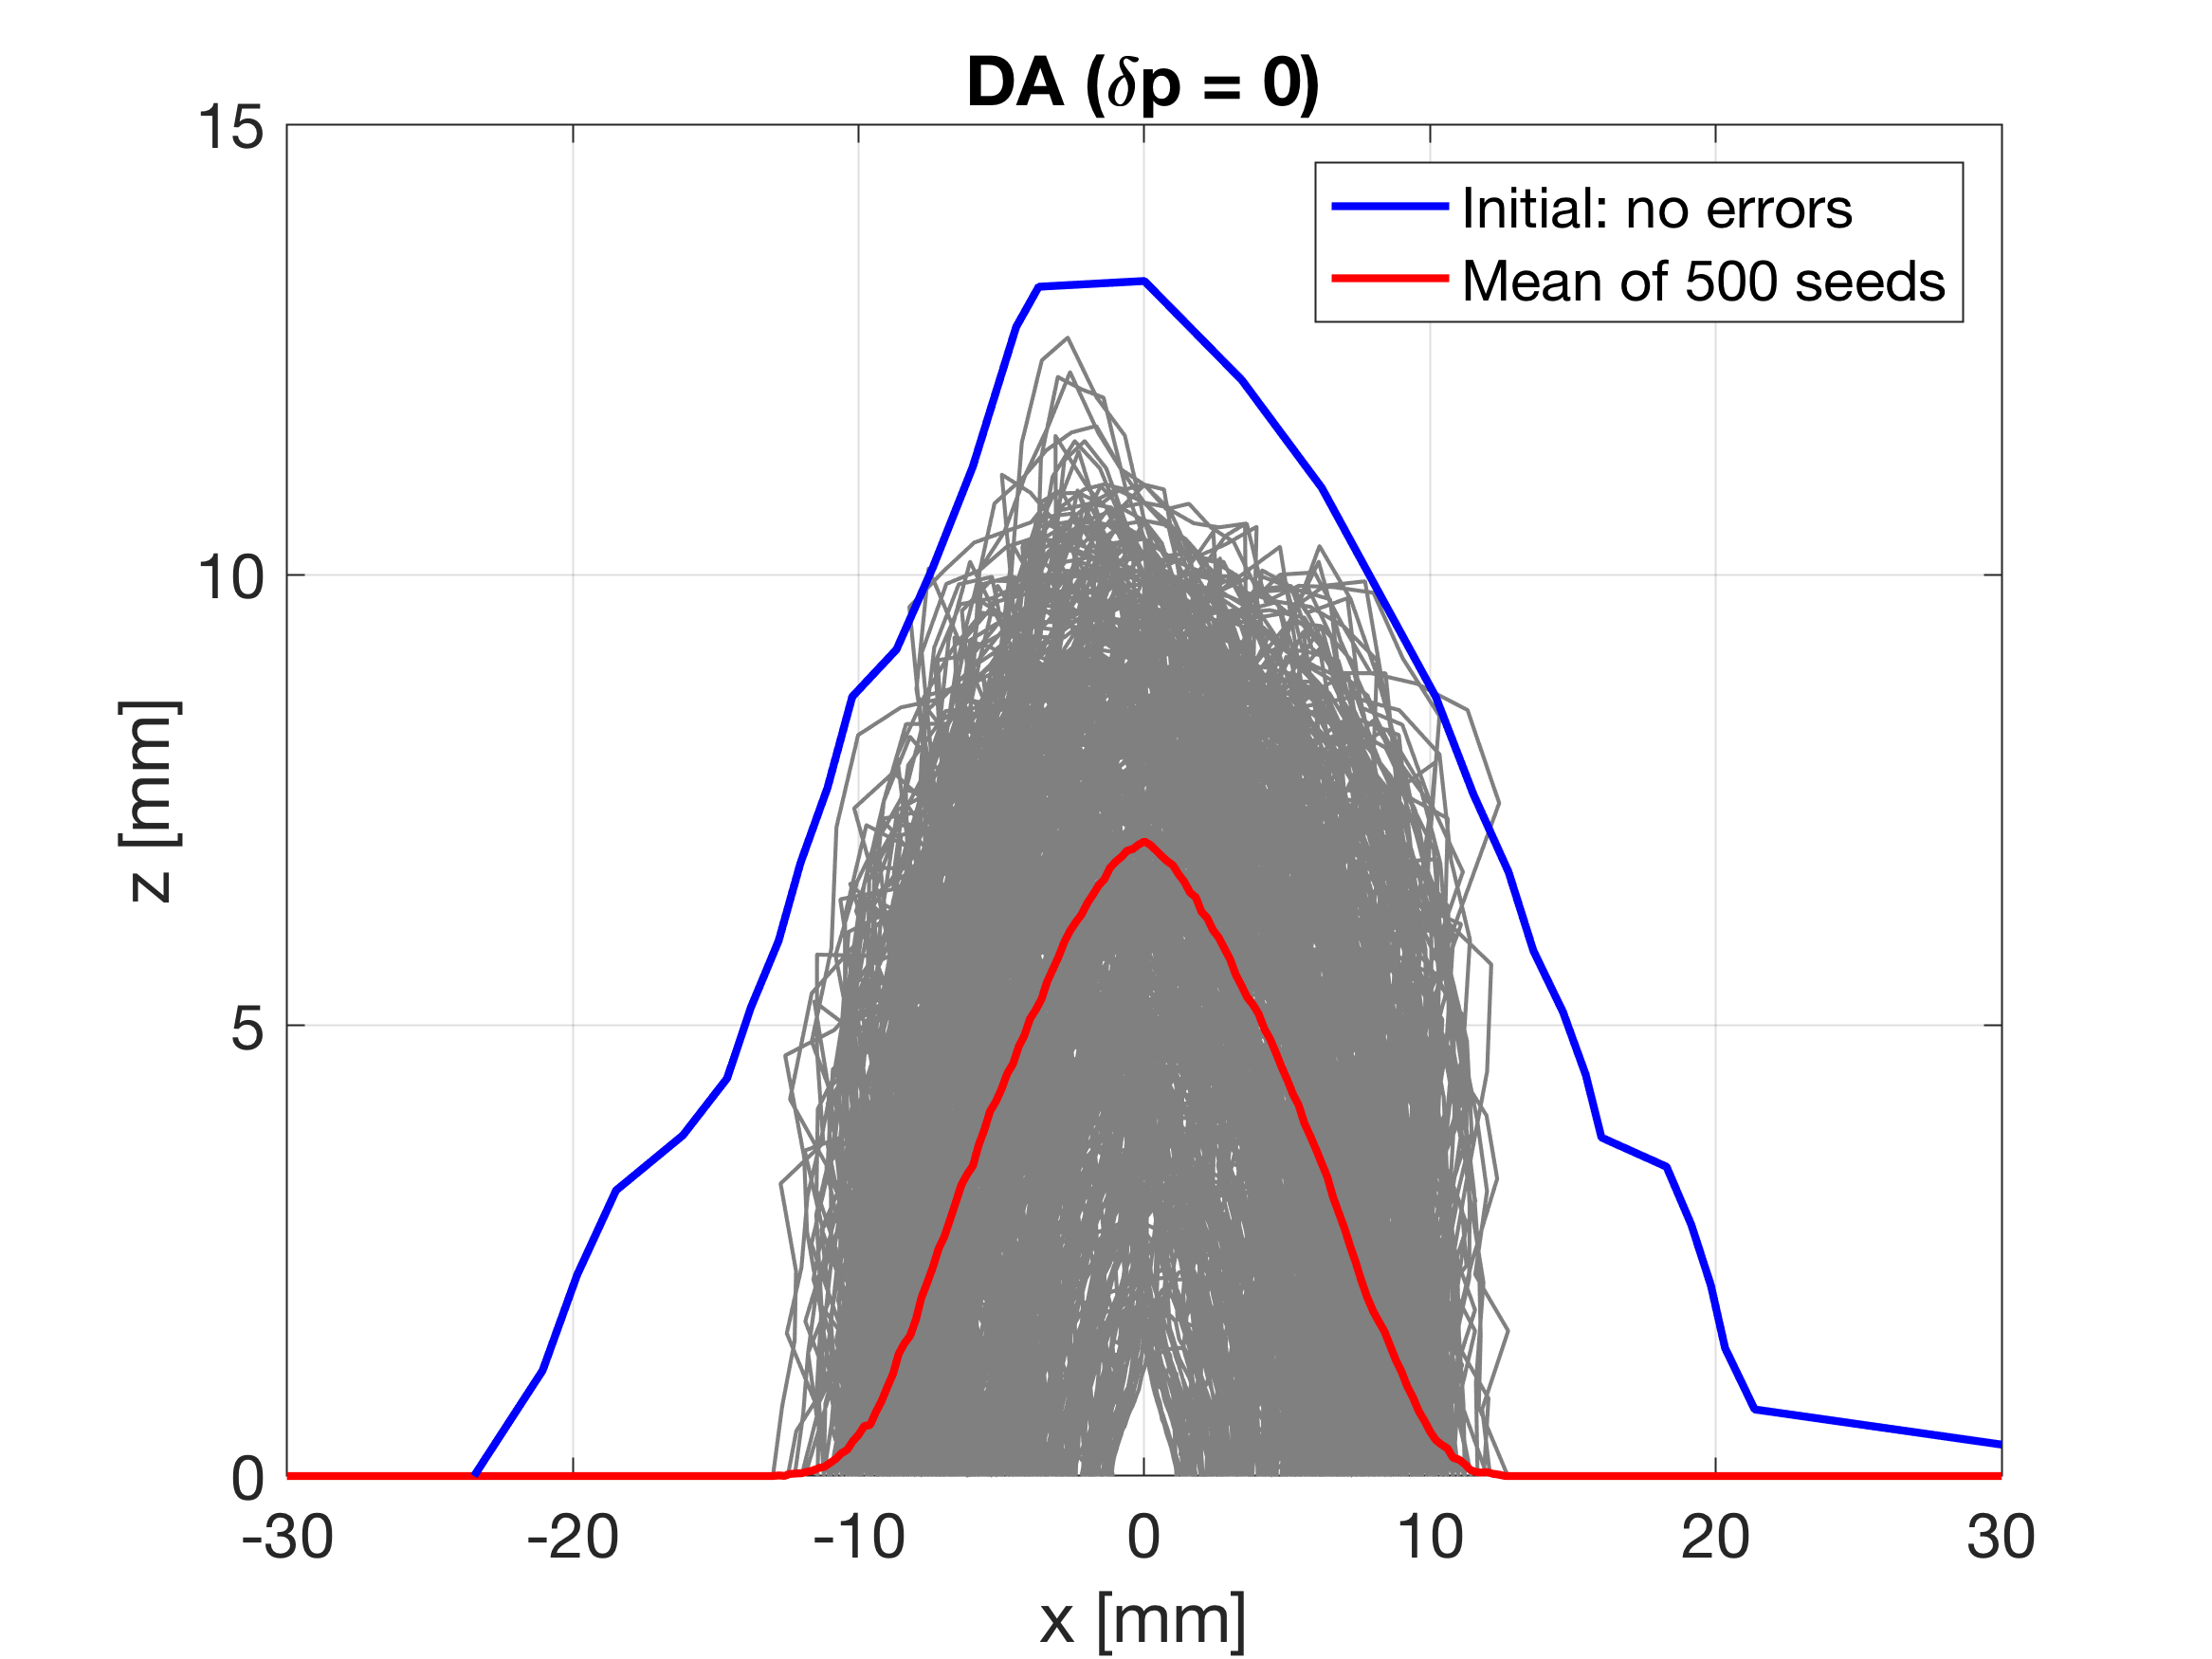 DA (δp = 0)
15
10
5
0
z [mm]
Initial: no errors
Mean of 500 seeds
-30 -20 -10 0 10 20 30
x [mm]